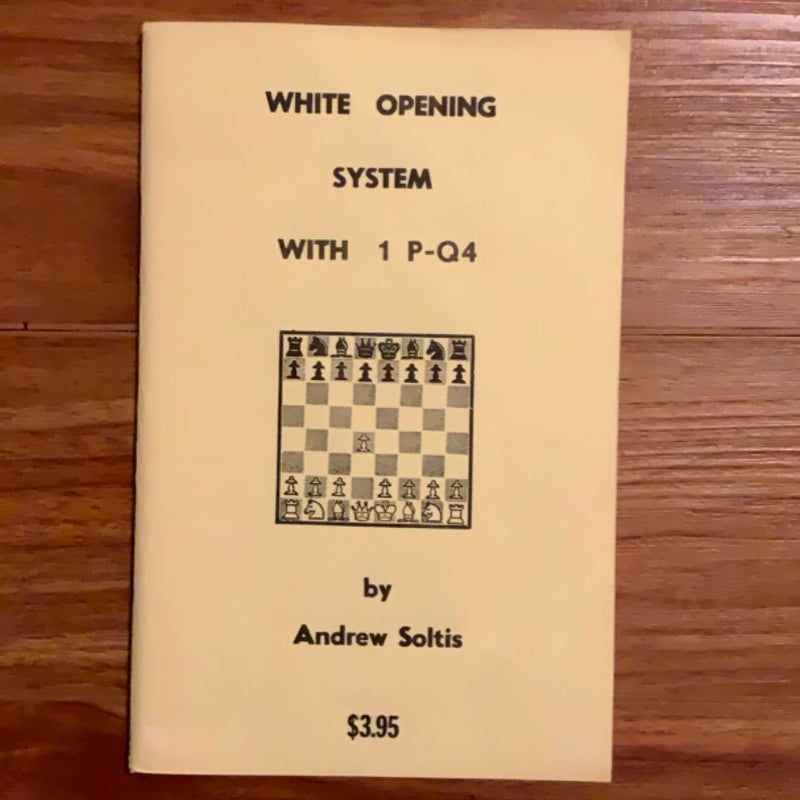 WHITE OPENING
SYSTEM
WITH 1 P-Q4
by
Andrew Soltis
$3.95